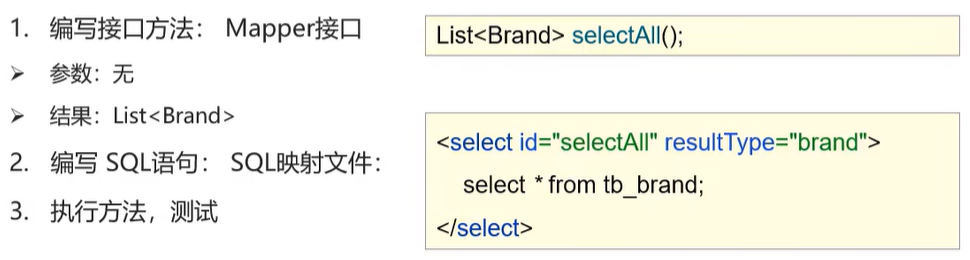 1. 编写接口方法： Mapper接口
➢ 参数：无
➢ 结果：List<Brand>
2. 编写 SQL语句： SQL映射文件：
3. 执行方法，测试
List<Brand> selectAll();
<select id="selectAll" resultType="brand">
select * from tb_brand;
</select>